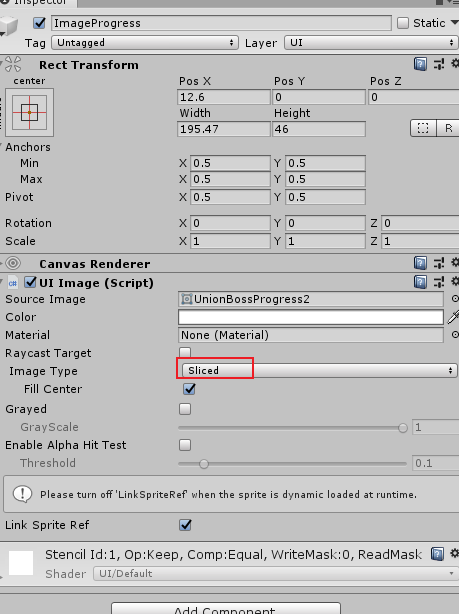 Inspector
ImageProgress Static
Tag Untagged Layer UI
Rect Transform
center Pos X Pos Y Pos Z
12.6 0 0
Width Height
195.47 46
R
Anchors
Min X 0.5 Y 0.5
Max X 0.5 Y 0.5
Pivot X 0.5 Y 0.5
Rotation X 0 Y 0 Z 0
Scale X 1 Y 1 Z 1
Canvas Renderer
UI Image (Script)
Source Image UnionBossProgress2
Color
Material None (Material)
Raycast Target
Image Type Sliced
Fill Center
Grayed
GrayScale 1
Enable Alpha Hit Test
Threshold 0.1
Please turn off 'LinkSpriteRef' when the sprite is dynamic loaded at runtime.
Link Sprite Ref
Stencil Id:1, Op:Keep, Comp:Equal, WriteMask:0, ReadMask
Shader UI/Default
Add Component